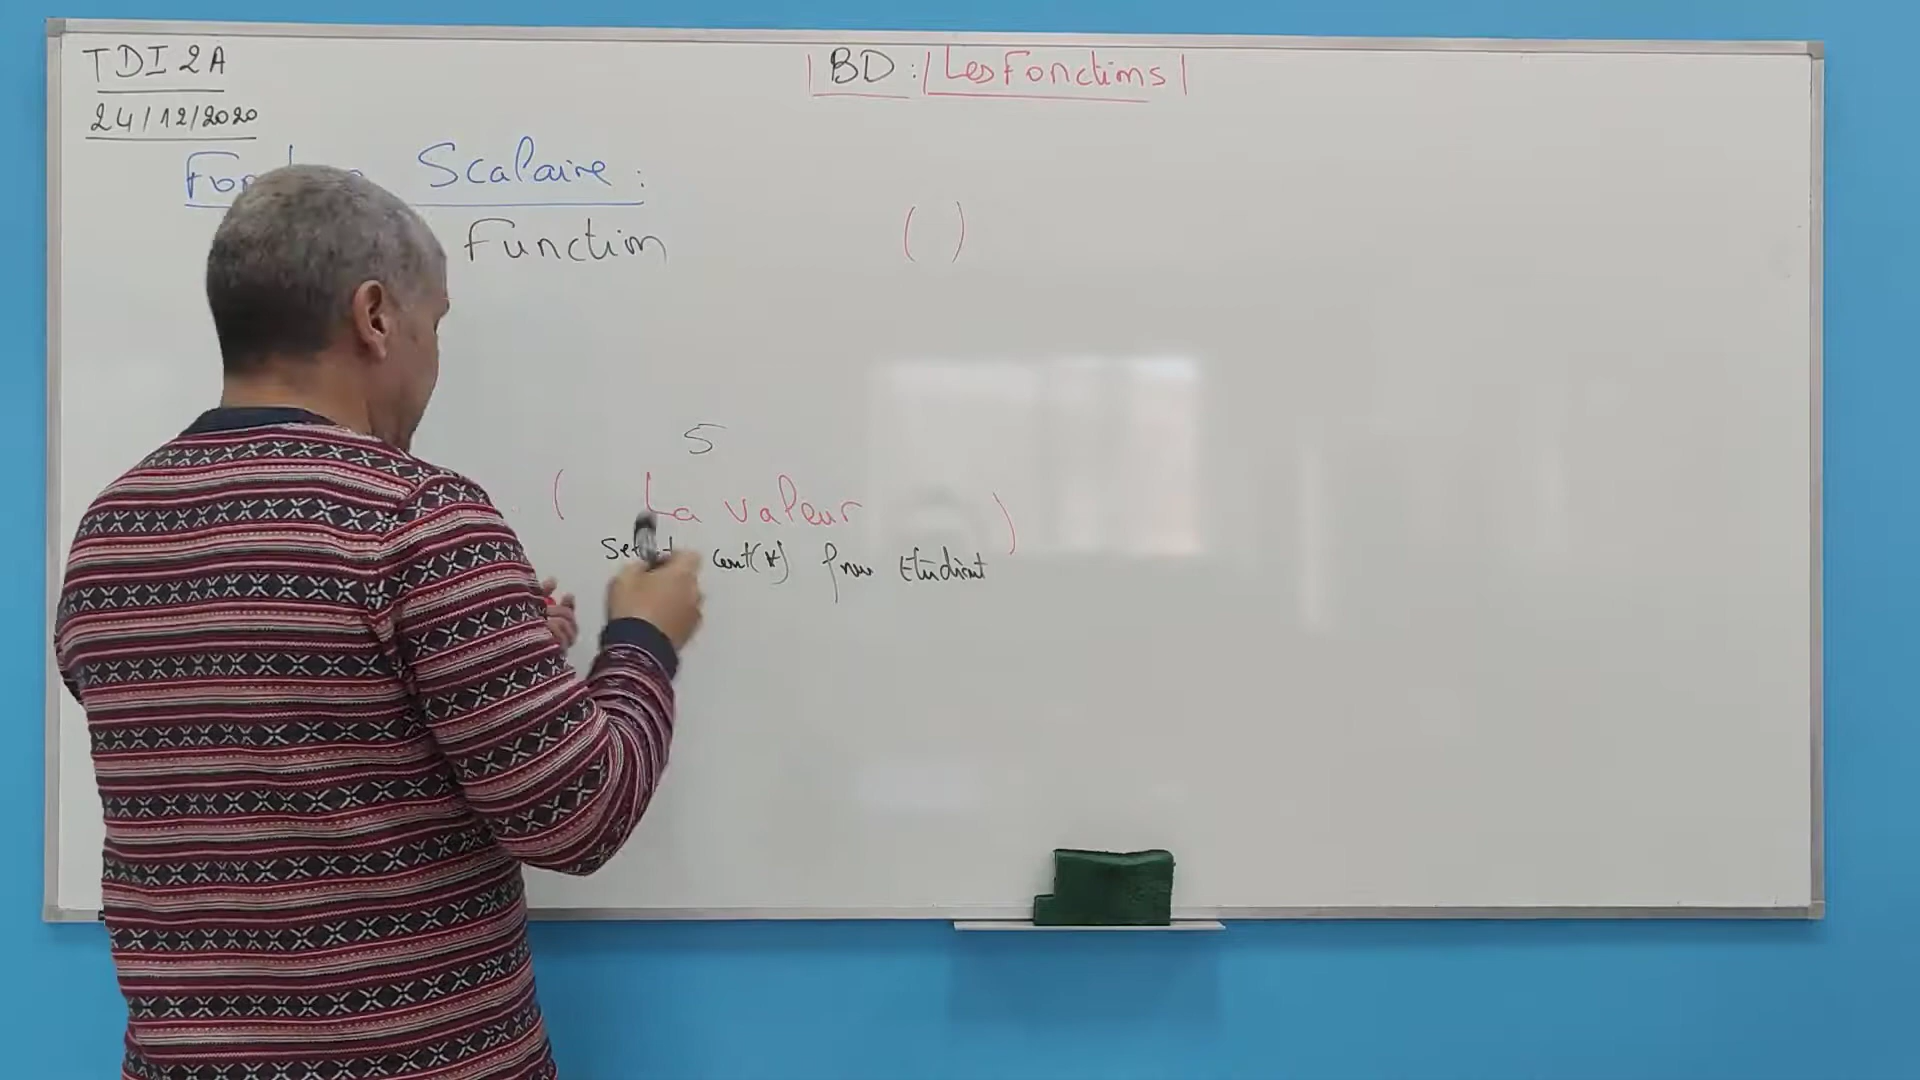 TDI 2A
BD : Les Fonctions
24/12/2020
Scalaire :
Function ( )
5
( La valeur )
count(*) from Etudiant